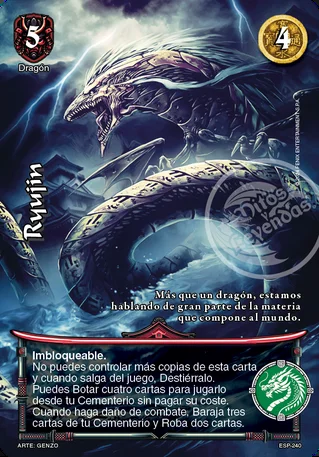 5
4
Dragón
Ryujin
Mitos y Leyendas
Más que un dragón, estamos
hablando de gran parte de la materia
que compone al mundo.
Imbloqueable.
No puedes controlar más copias de esta carta
y cuando salga del juego, Destiérralo.
Puedes Botar cuatro cartas para jugarlo
desde tu Cementerio sin pagar su coste.
Cuando haga daño de combate, Baraja tres
cartas de tu Cementerio y Roba dos cartas.
ARTE: GENZO
ESP-240